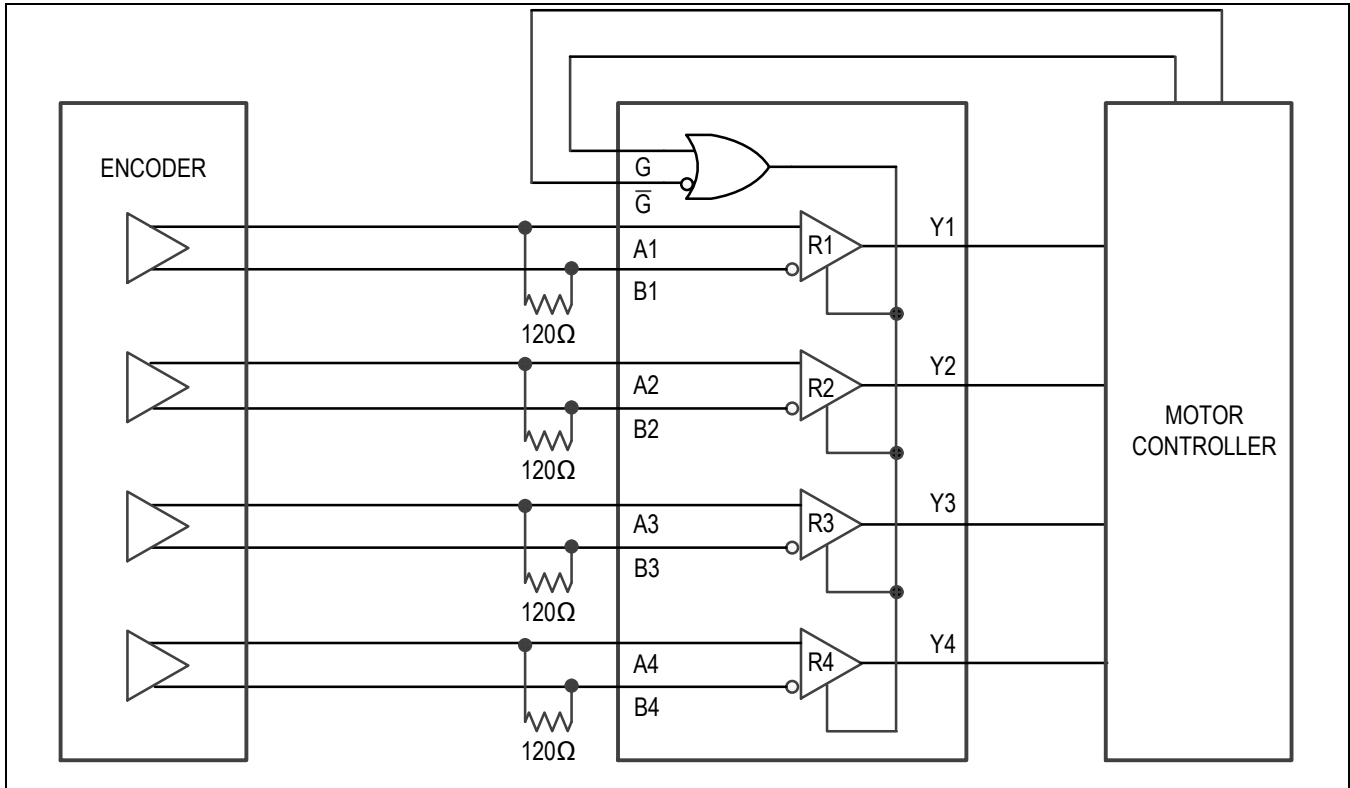 ENCODER
G
G̅
A1
B1
120Ω
A2
B2
120Ω
A3
B3
120Ω
A4
B4
120Ω
R1
R2
R3
R4
Y1
Y2
Y3
Y4
MOTOR
CONTROLLER